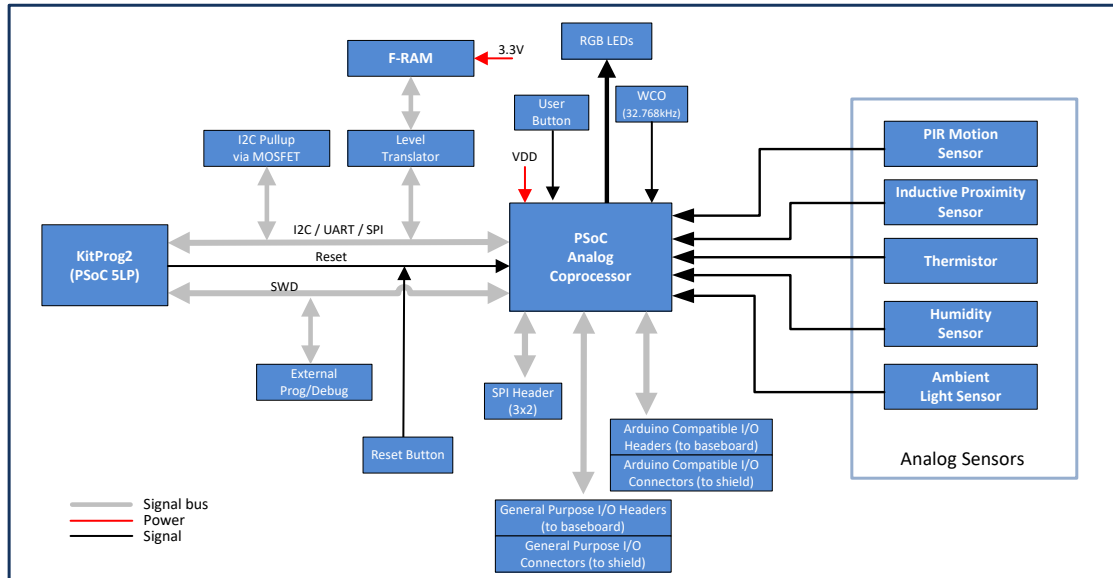 RGB LEDs
F-RAM
3.3V
User
Button
WCO
(32.768kHz)
I2C Pullup
via MOSFET
Level
Translator
VDD
PIR Motion
Sensor
Inductive Proximity
Sensor
Thermistor
Humidity
Sensor
Ambient
Light Sensor
Analog Sensors
KitProg2
(PSoC 5LP)
I2C / UART / SPI
Reset
SWD
PSoC
Analog
Coprocessor
External
Prog/Debug
SPI Header
(3x2)
Reset Button
Arduino Compatible I/O
Headers (to baseboard)
Arduino Compatible I/O
Connectors (to shield)
General Purpose I/O Headers
(to baseboard)
General Purpose I/O
Connectors (to shield)
Signal bus
Power
Signal